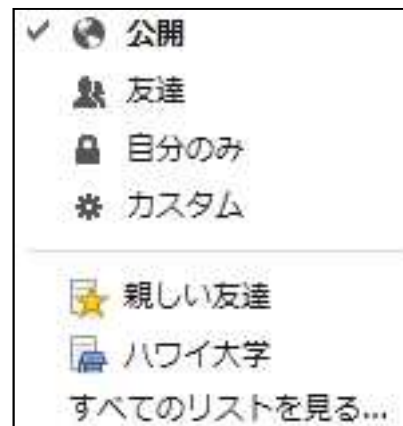 公開
友達
自分のみ
カスタム
親しい友達
ハワイ大学
すべてのリストを見る...